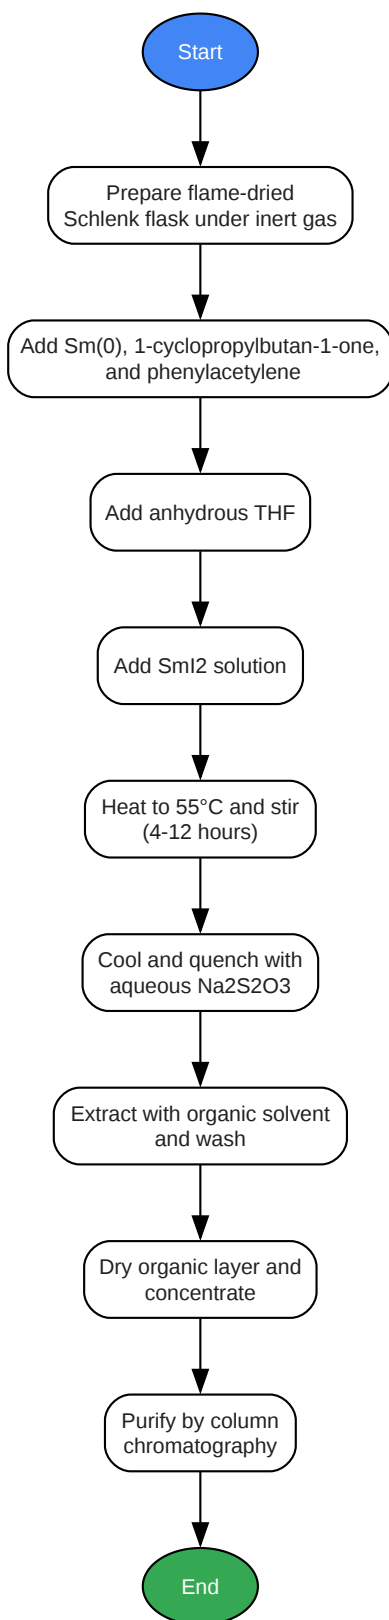 Start
Prepare flame-dried
Schlenk flask under inert gas
Add Sm(0), 1-cyclopropylbutan-1-one,
and phenylacetylene
Add anhydrous THF
Add SmI2 solution
Heat to 55°C and stir
(4-12 hours)
Cool and quench with
aqueous Na2S2O3
Extract with organic solvent
and wash
Dry organic layer and
concentrate
Purify by column
chromatography
End